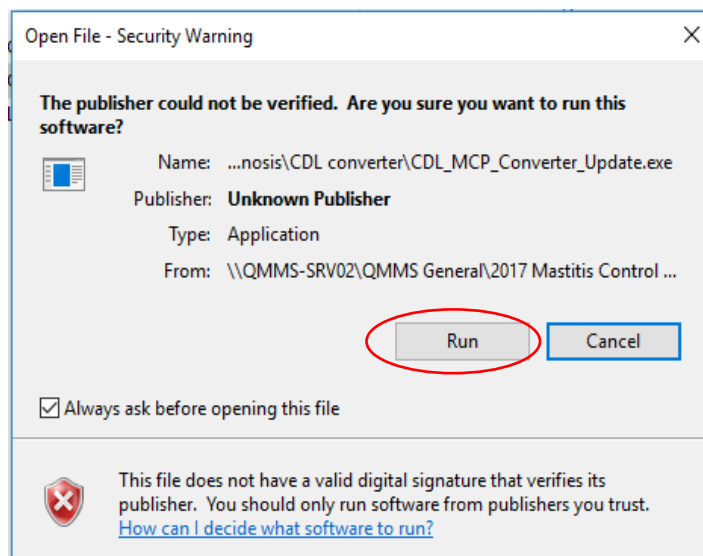 Open File - Security Warning
The publisher could not be verified. Are you sure you want to run this
software?
Name: ...nosis\CDL converter\CDL_MCP_Converter_Update.exe
Publisher: Unknown Publisher
Type: Application
From: \\QMMS-SRV02\QMMS General\2017 Mastitis Control ...
Run Cancel
Always ask before opening this file
This file does not have a valid digital signature that verifies its
publisher. You should only run software from publishers you trust.
How can I decide what software to run?